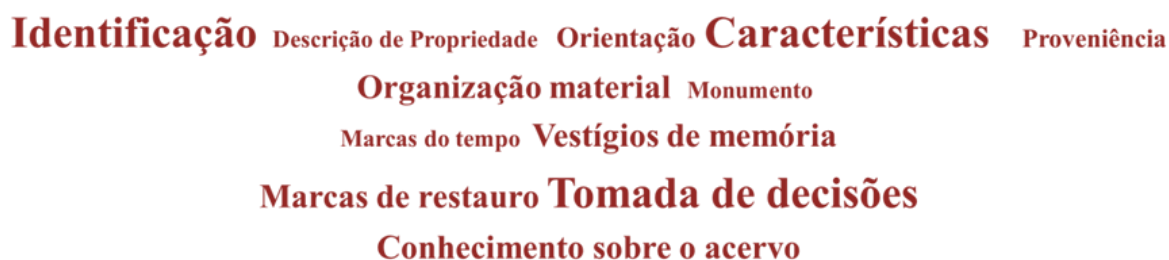 Identificação Descrição de Propriedade Orientação Características Proveniência
Organização material Monumento
Marcas do tempo Vestígios de memória
Marcas de restauro Tomada de decisões
Conhecimento sobre o acervo